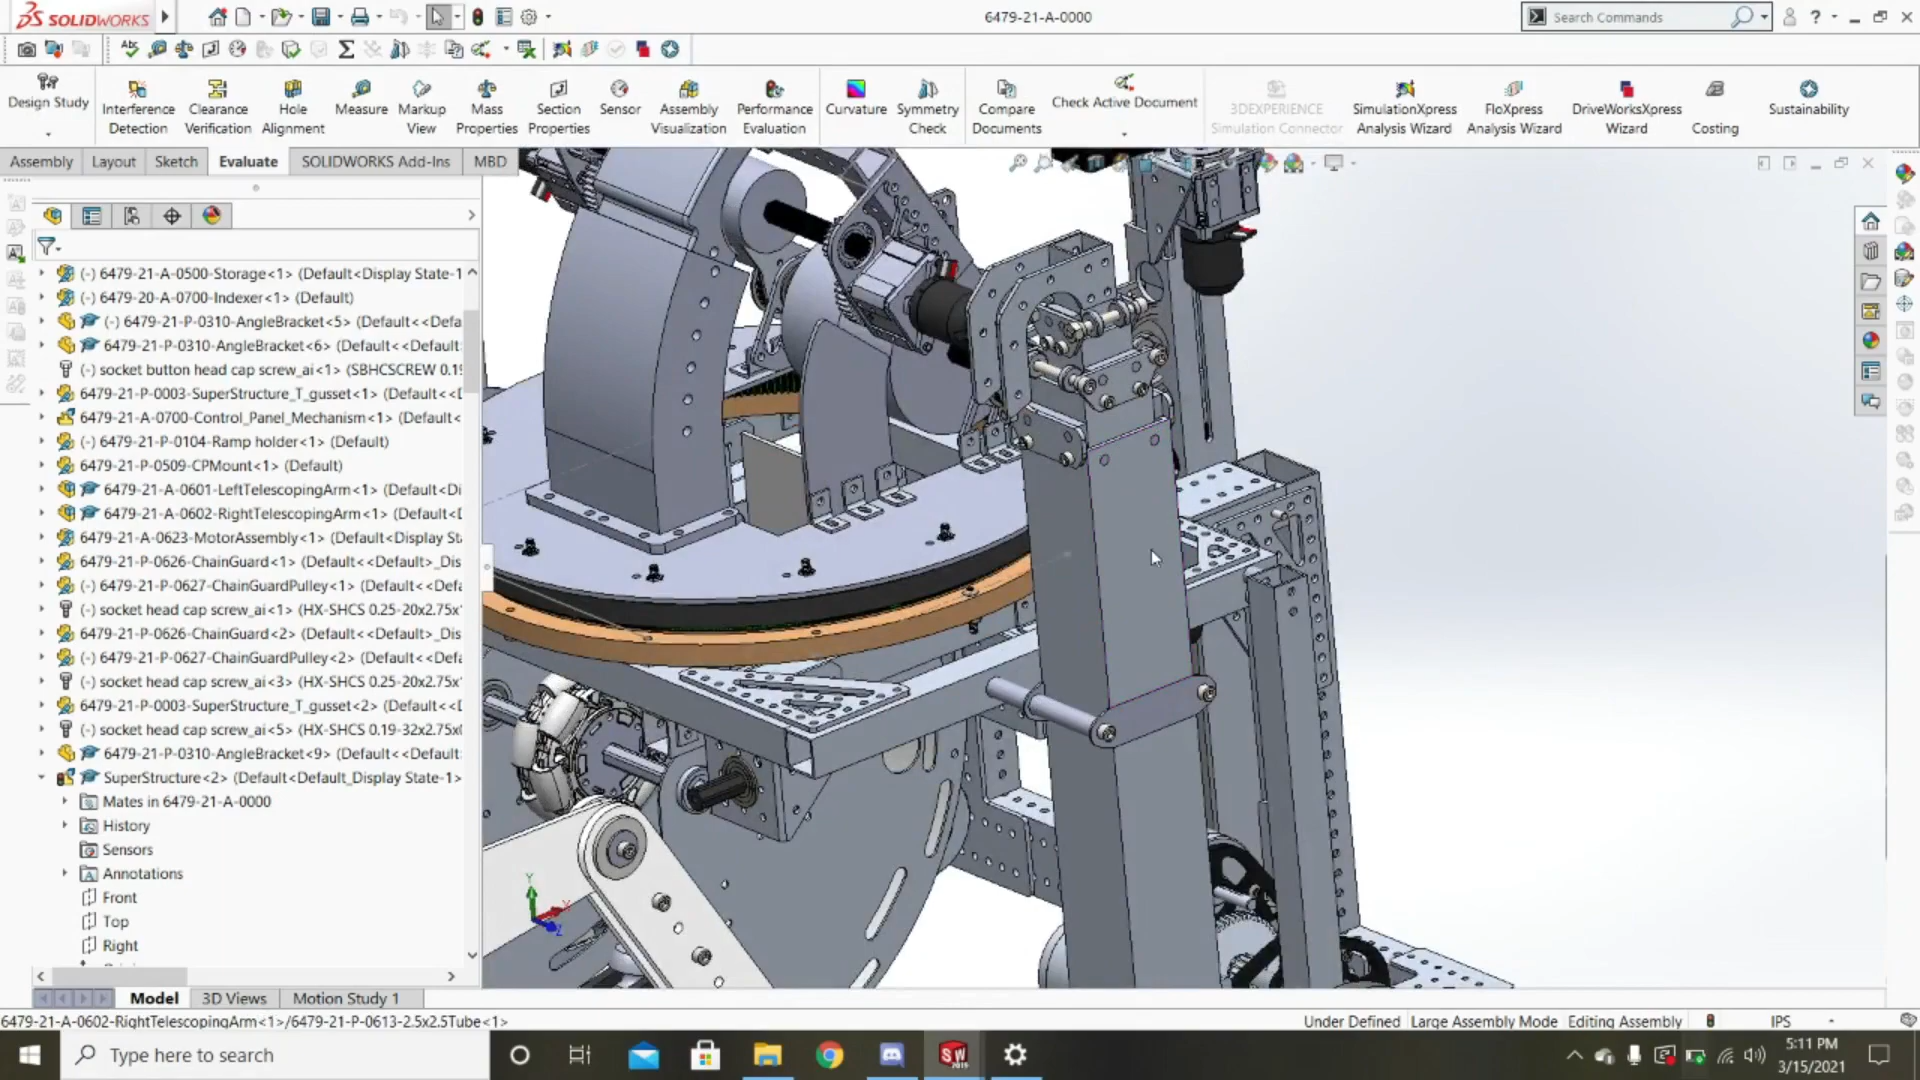 SOLIDWORKS
6479-21-A-0000
Search Commands
?
Design Study
Interference Detection
Clearance Verification
Hole Alignment
Measure
Markup View
Mass Properties
Section Properties
Sensor
Assembly Visualization
Performance Evaluation
Curvature
Symmetry Check
Compare Documents
Check Active Document
3DEXPERIENCE Simulation Connector
SimulationXpress Analysis Wizard
FloXpress Analysis Wizard
DriveWorksXpress Wizard
Costing
Sustainability
Assembly
Layout
Sketch
Evaluate
SOLIDWORKS Add-Ins
MBD
(-) 6479-21-A-0500-Storage<1> (Default<Display State-1
(-) 6479-20-A-0700-Indexer<1> (Default)
(-) 6479-21-P-0310-AngleBracket<5> (Default<<Defa
6479-21-P-0310-AngleBracket<6> (Default<<Default
(-) socket button head cap screw_ai<1> (SBHCSCREW 0.19
6479-21-P-0003-SuperStructure_T_gusset<1> (Default<
6479-21-A-0700-Control_Panel_Mechanism<1> (Default<
(-) 6479-21-P-0104-Ramp holder<1> (Default)
6479-21-P-0509-CPMount<1> (Default)
6479-21-A-0601-LeftTelescopingArm<1> (Default<Di
6479-21-A-0602-RightTelescopingArm<1> (Default<D
6479-21-A-0623-MotorAssembly<1> (Default<Display St
6479-21-P-0626-ChainGuard<1> (Default<<Default>_Dis
(-) 6479-21-P-0627-ChainGuardPulley<1> (Default<<Defa
(-) socket head cap screw_ai<1> (HX-SHCS 0.25-20x2.75x
6479-21-P-0626-ChainGuard<2> (Default<<Default>_Dis
(-) 6479-21-P-0627-ChainGuardPulley<2> (Default<<Defa
(-) socket head cap screw_ai<3> (HX-SHCS 0.25-20x2.75x
6479-21-P-0003-SuperStructure_T_gusset<2> (Default<
(-) socket head cap screw_ai<5> (HX-SHCS 0.19-32x2.75x
6479-21-P-0310-AngleBracket<9> (Default<<Default
SuperStructure<2> (Default<Default_Display State-1>
Mates in 6479-21-A-0000
History
Sensors
Annotations
Front
Top
Right
Y
X
Z
Model
3D Views
Motion Study 1
6479-21-A-0602-RightTelescopingArm<1>/6479-21-P-0613-2.5x2.5Tube<1>
Under Defined
Large Assembly Mode
Editing Assembly
IPS
Type here to search
SW
2019
5:11 PM
3/15/2021